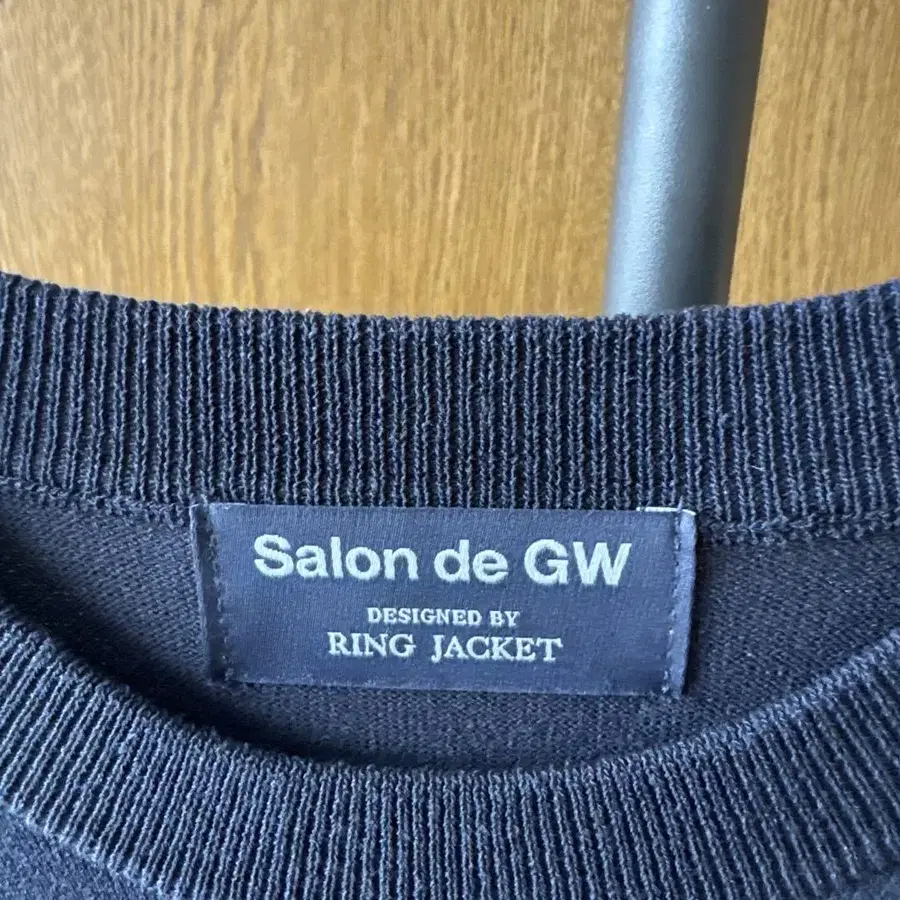 Salon de GW
DESIGNED BY
RING JACKET